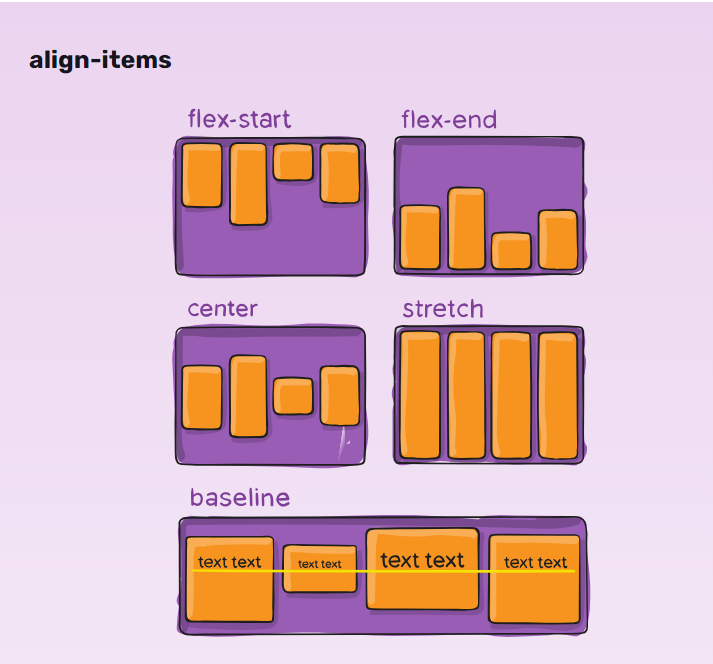 align-items
flex-start flex-end
center stretch
baseline
text text text text text text text text